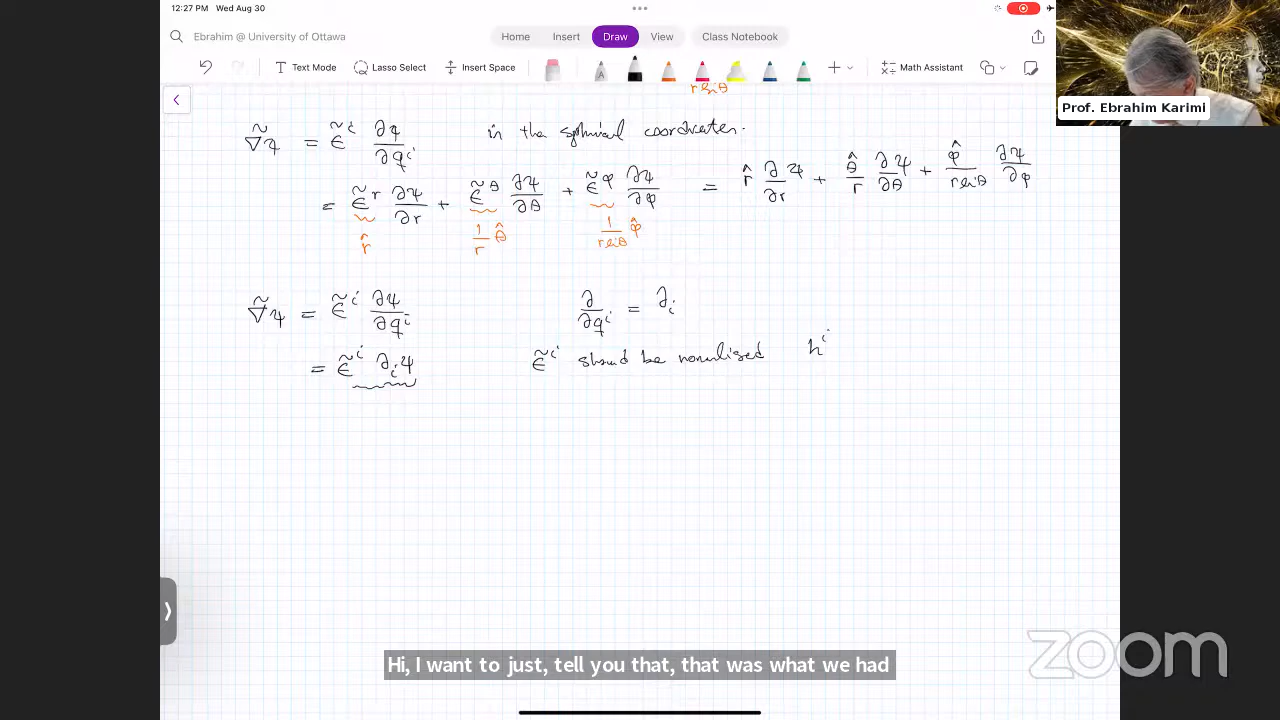 12:27 PM Wed Aug 30
Ebrahim @ University of Ottawa
Home Insert Draw View Class Notebook
Text Mode Lasso Select Insert Space Math Assistant
Prof. Ebrahim Karimi
r sinθ
∇̃ψ = ε̃^i ∂ψ/∂q^i in the spherical coordinates.
= ε̃^r ∂ψ/∂r + ε̃^θ ∂ψ/∂θ + ε̃^φ ∂ψ/∂φ = r̂ ∂/∂r ψ + θ̂/r ∂ψ/∂θ + φ̂/(r sinθ) ∂ψ/∂φ
r̂ 1/r θ̂ 1/(r sinθ) φ̂
∇̃ψ = ε̃^i ∂ψ/∂q^i ∂/∂q^i = ∂_i
= ε̃^i ∂_i ψ ε̃^i should be normalised h^i
Hi, I want to just, tell you that, that was what we had
zoom